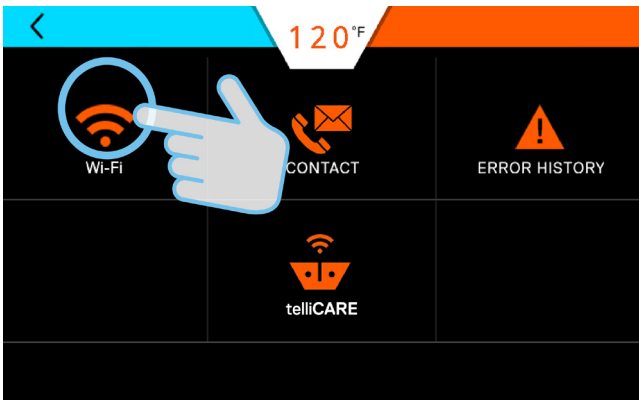 120°F
Wi-Fi
CONTACT
ERROR HISTORY
telliCARE